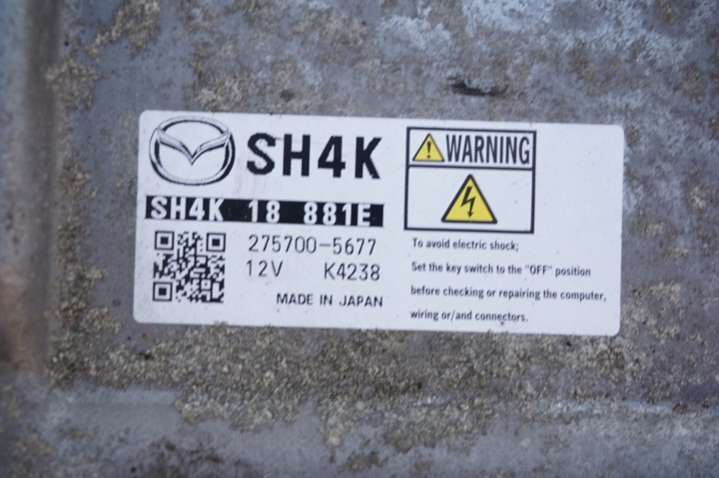 SH4K
SH4K 18 881E
275700-5677
12V K4238
MADE IN JAPAN
WARNING
To avoid electric shock;
Set the key switch to the "OFF" position
before checking or repairing the computer,
wiring or/and connectors.